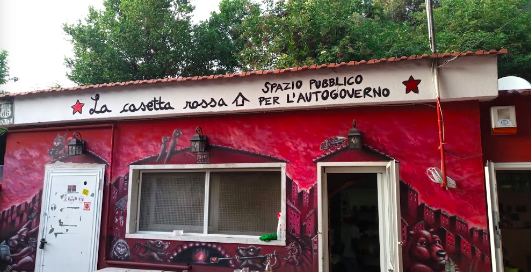 La casetta rossa
SPAZIO PUBBLICO
PER L'AUTOGOVERNO